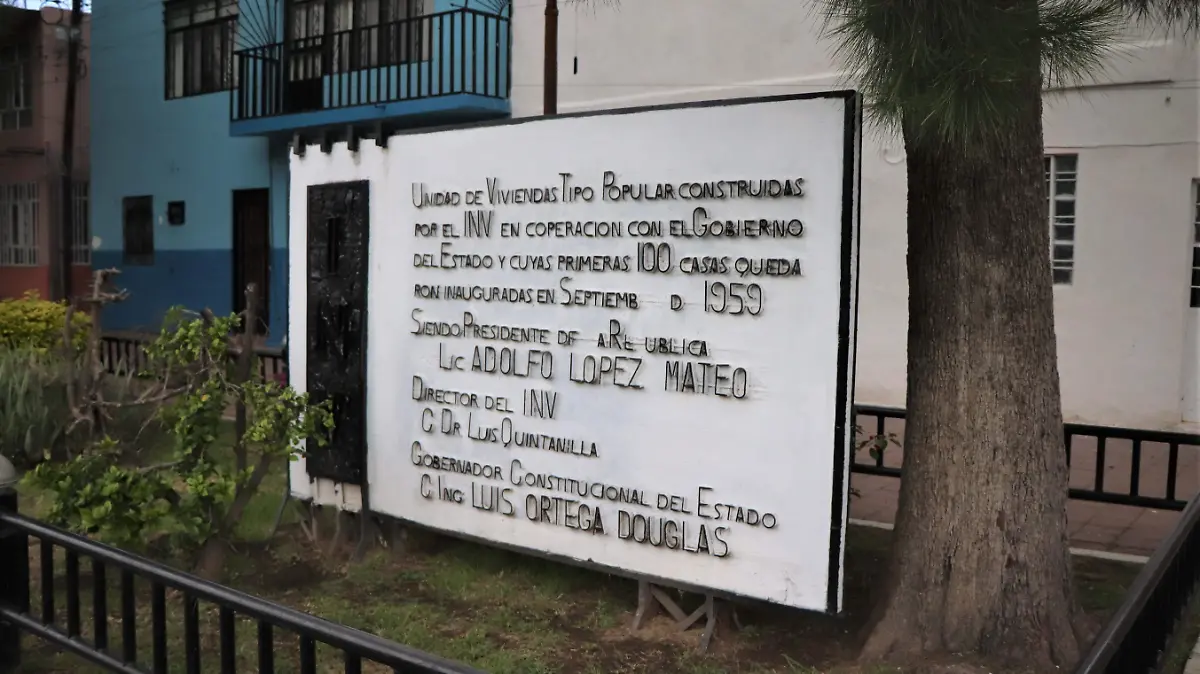 UNIDAD DE VIVIENDAS TIPO POPULAR CONSTRUIDAS
POR EL INV EN COPERACION CON EL GOBIERNO
DEL ESTADO Y CUYAS PRIMERAS 100 CASAS QUEDA
RON INAUGURADAS EN SEPTIEMB D 1959
SIENDO PRESIDENTE DE A RE UBLICA
LIC ADOLFO LOPEZ MATEO
DIRECTOR DEL INV
C DR LUIS QUINTANILLA
GOBERNADOR CONSTITUCIONAL DEL ESTADO
C ING LUIS ORTEGA DOUGLAS